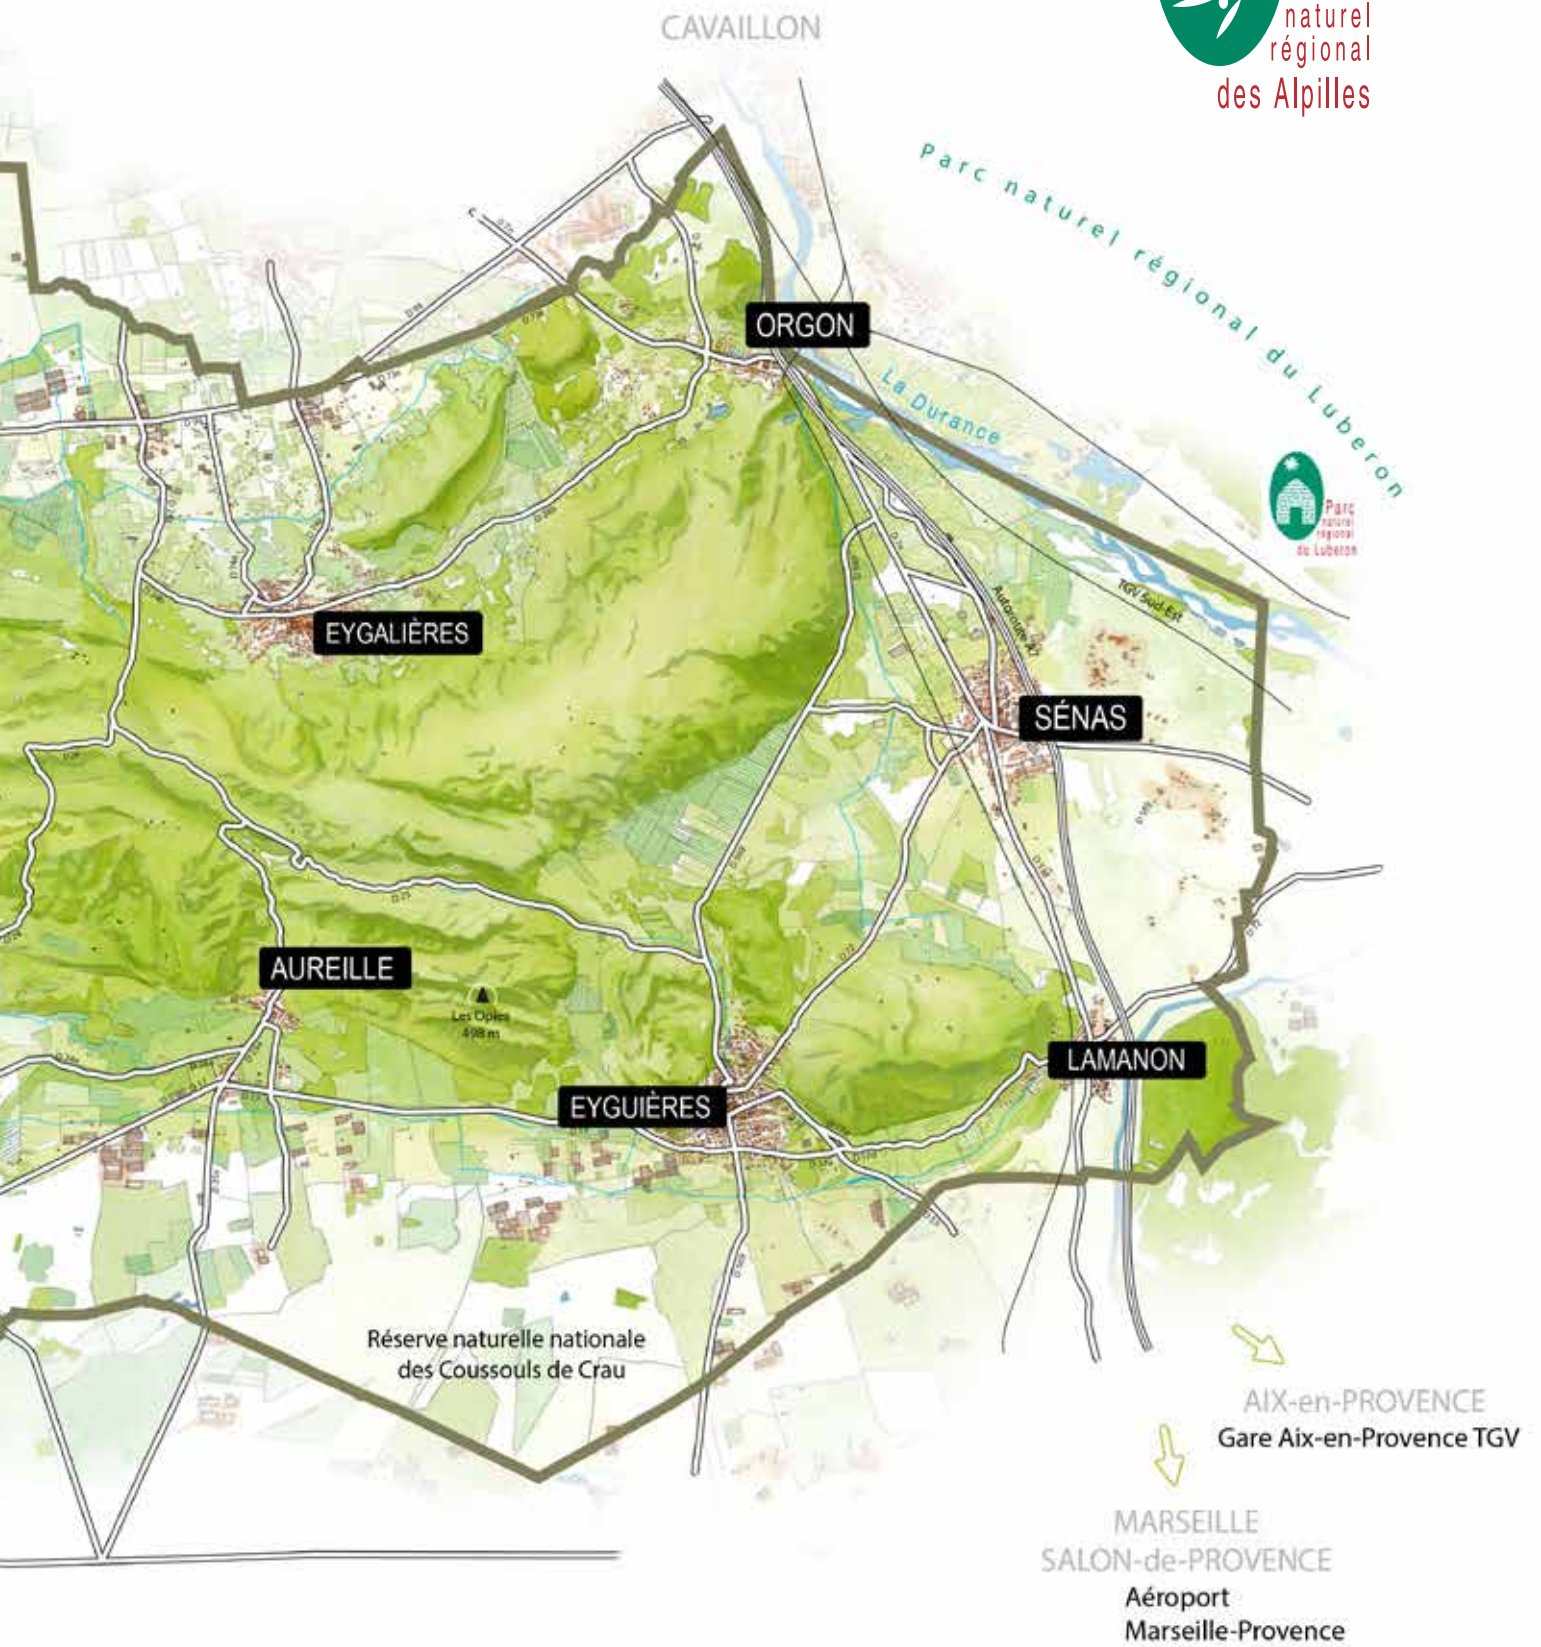 CAVAILLON
naturel
régional
des Alpilles
Parc naturel régional du Luberon
ORGON
La Durance
Parc
naturel
régional
du Luberon
TGV Sud-Est
Autoroute A7
EYGALIÈRES
SÉNAS
AUREILLE
Les Opies
498 m
LAMANON
EYGUIÈRES
Réserve naturelle nationale
des Coussouls de Crau
AIX-en-PROVENCE
Gare Aix-en-Provence TGV
MARSEILLE
SALON-de-PROVENCE
Aéroport
Marseille-Provence